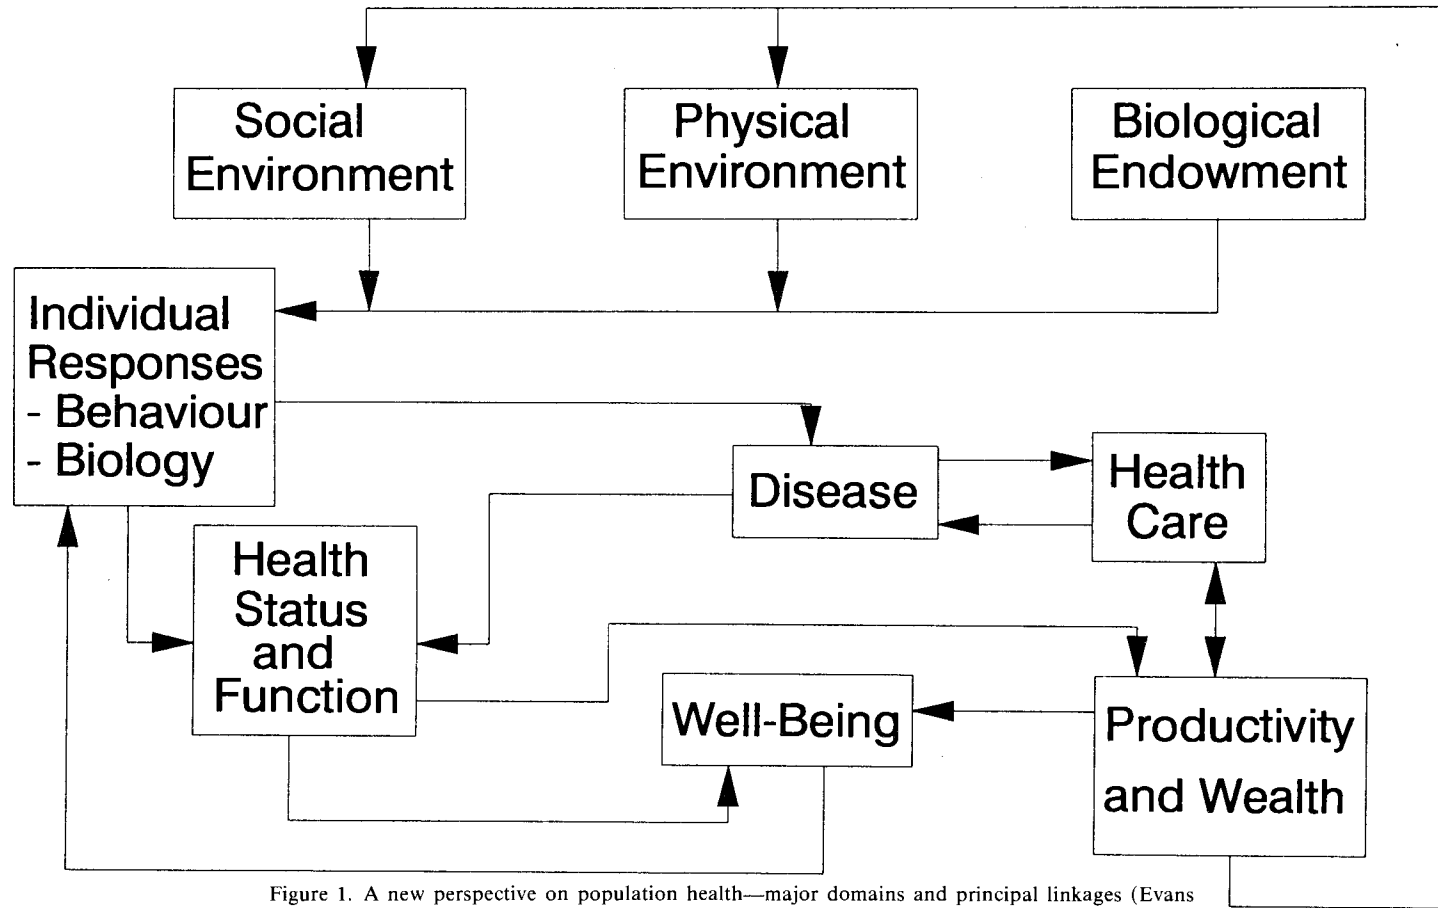 Social
Environment
Physical
Environment
Biological
Endowment
Individual
Responses
- Behaviour
- Biology
Disease
Health
Care
Health
Status
and
Function
Well-Being
Productivity
and Wealth
Figure 1. A new perspective on population health—major domains and principal linkages (Evans